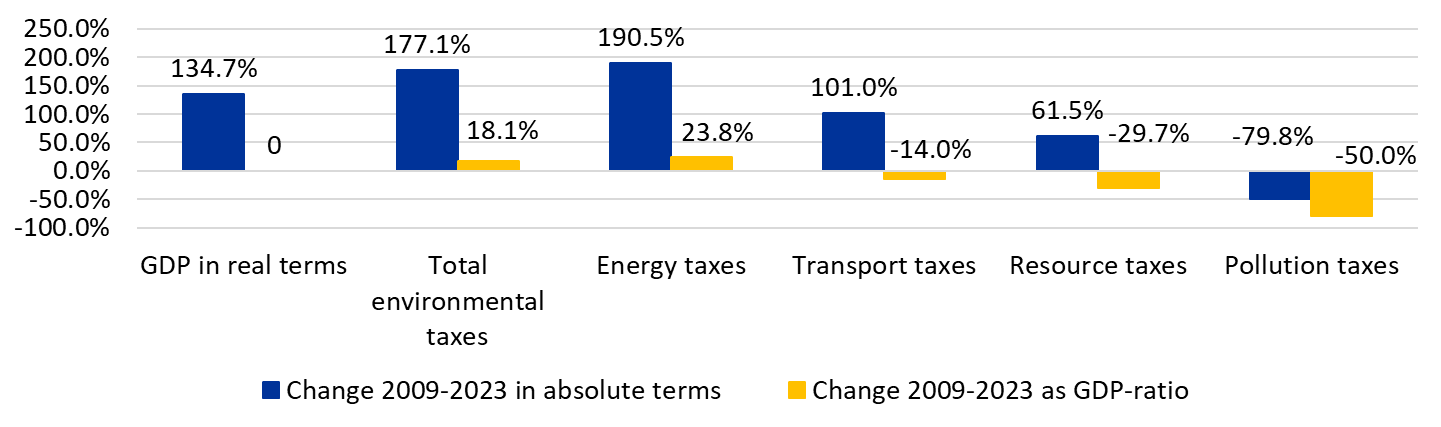 250.0%
200.0%
150.0%
100.0%
50.0%
0.0%
-50.0%
-100.0%
134.7%
0
177.1%
18.1%
190.5%
23.8%
101.0%
-14.0%
61.5%
-29.7%
-79.8%
-50.0%
GDP in real terms
Total
environmental
taxes
Energy taxes
Transport taxes
Resource taxes
Pollution taxes
Change 2009-2023 in absolute terms
Change 2009-2023 as GDP-ratio